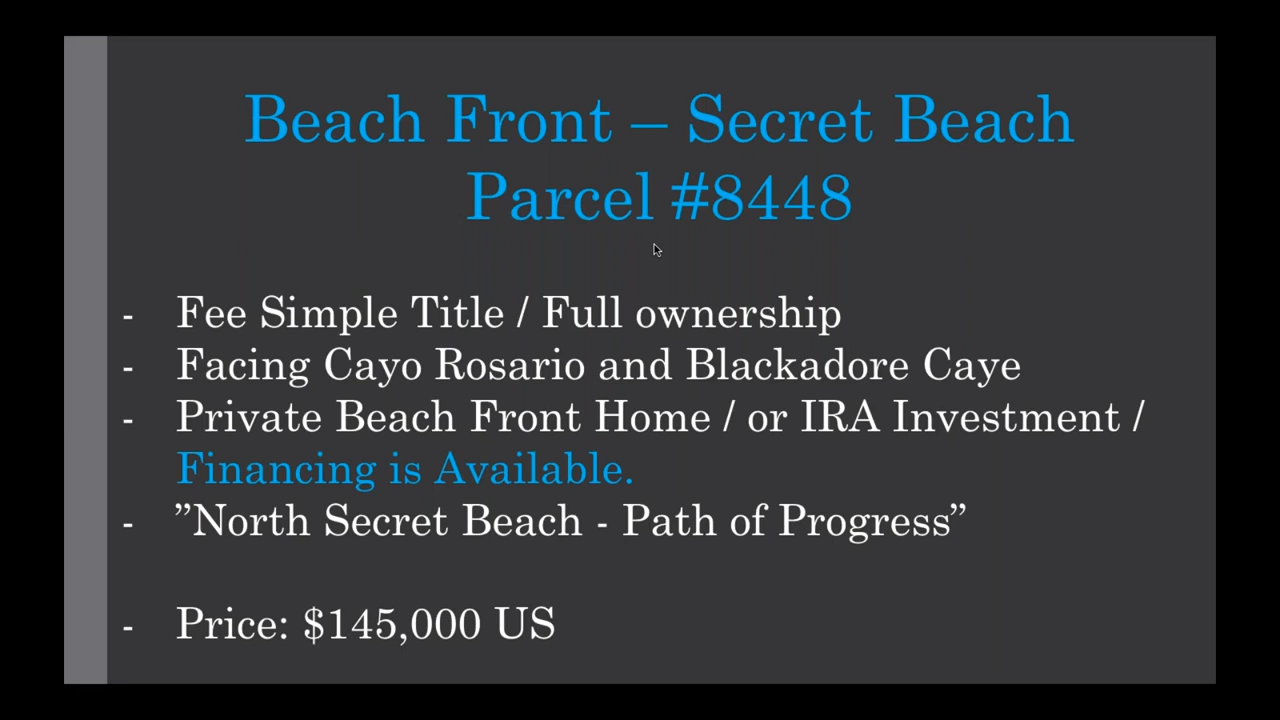 Beach Front – Secret Beach
Parcel #8448
- Fee Simple Title / Full ownership
- Facing Cayo Rosario and Blackadore Caye
- Private Beach Front Home / or IRA Investment /
Financing is Available.
- ”North Secret Beach - Path of Progress”
- Price: $145,000 US